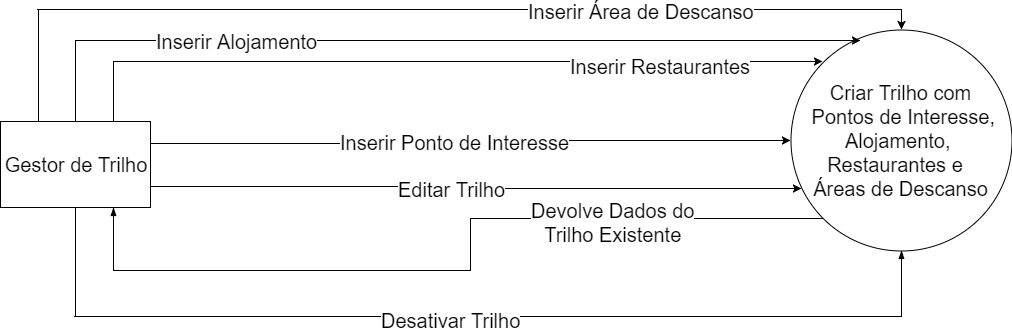 Inserir Área de Descanso
Inserir Alojamento
Inserir Restaurantes
Criar Trilho com
Pontos de Interesse,
Alojamento,
Restaurantes e
Áreas de Descanso
Inserir Ponto de Interesse
Gestor de Trilho
Editar Trilho
Devolve Dados do
Trilho Existente
Desativar Trilho